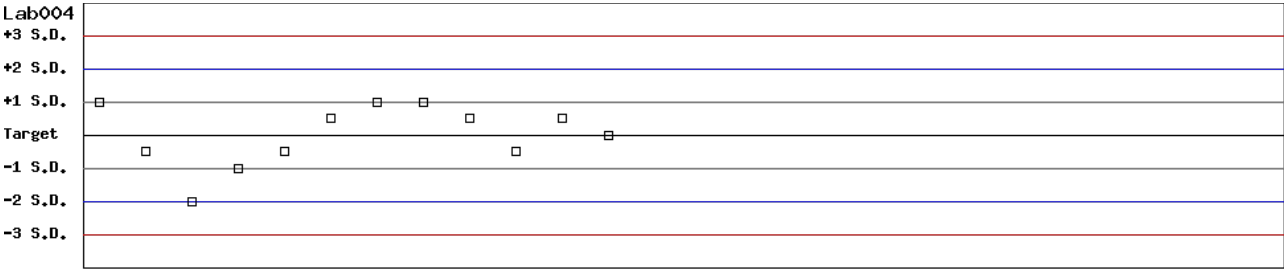 Lab004
+3 S.D.
+2 S.D.
+1 S.D.
Target
-1 S.D.
-2 S.D.
-3 S.D.